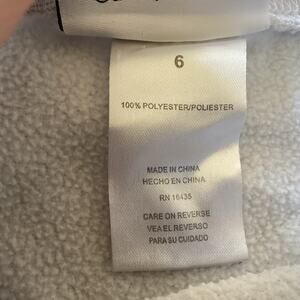 6
100% POLYESTER/POLIESTER
MADE IN CHINA
HECHO EN CHINA
RN 16435
CARE ON REVERSE
VEA EL REVERSO
PARA SU CUIDADO